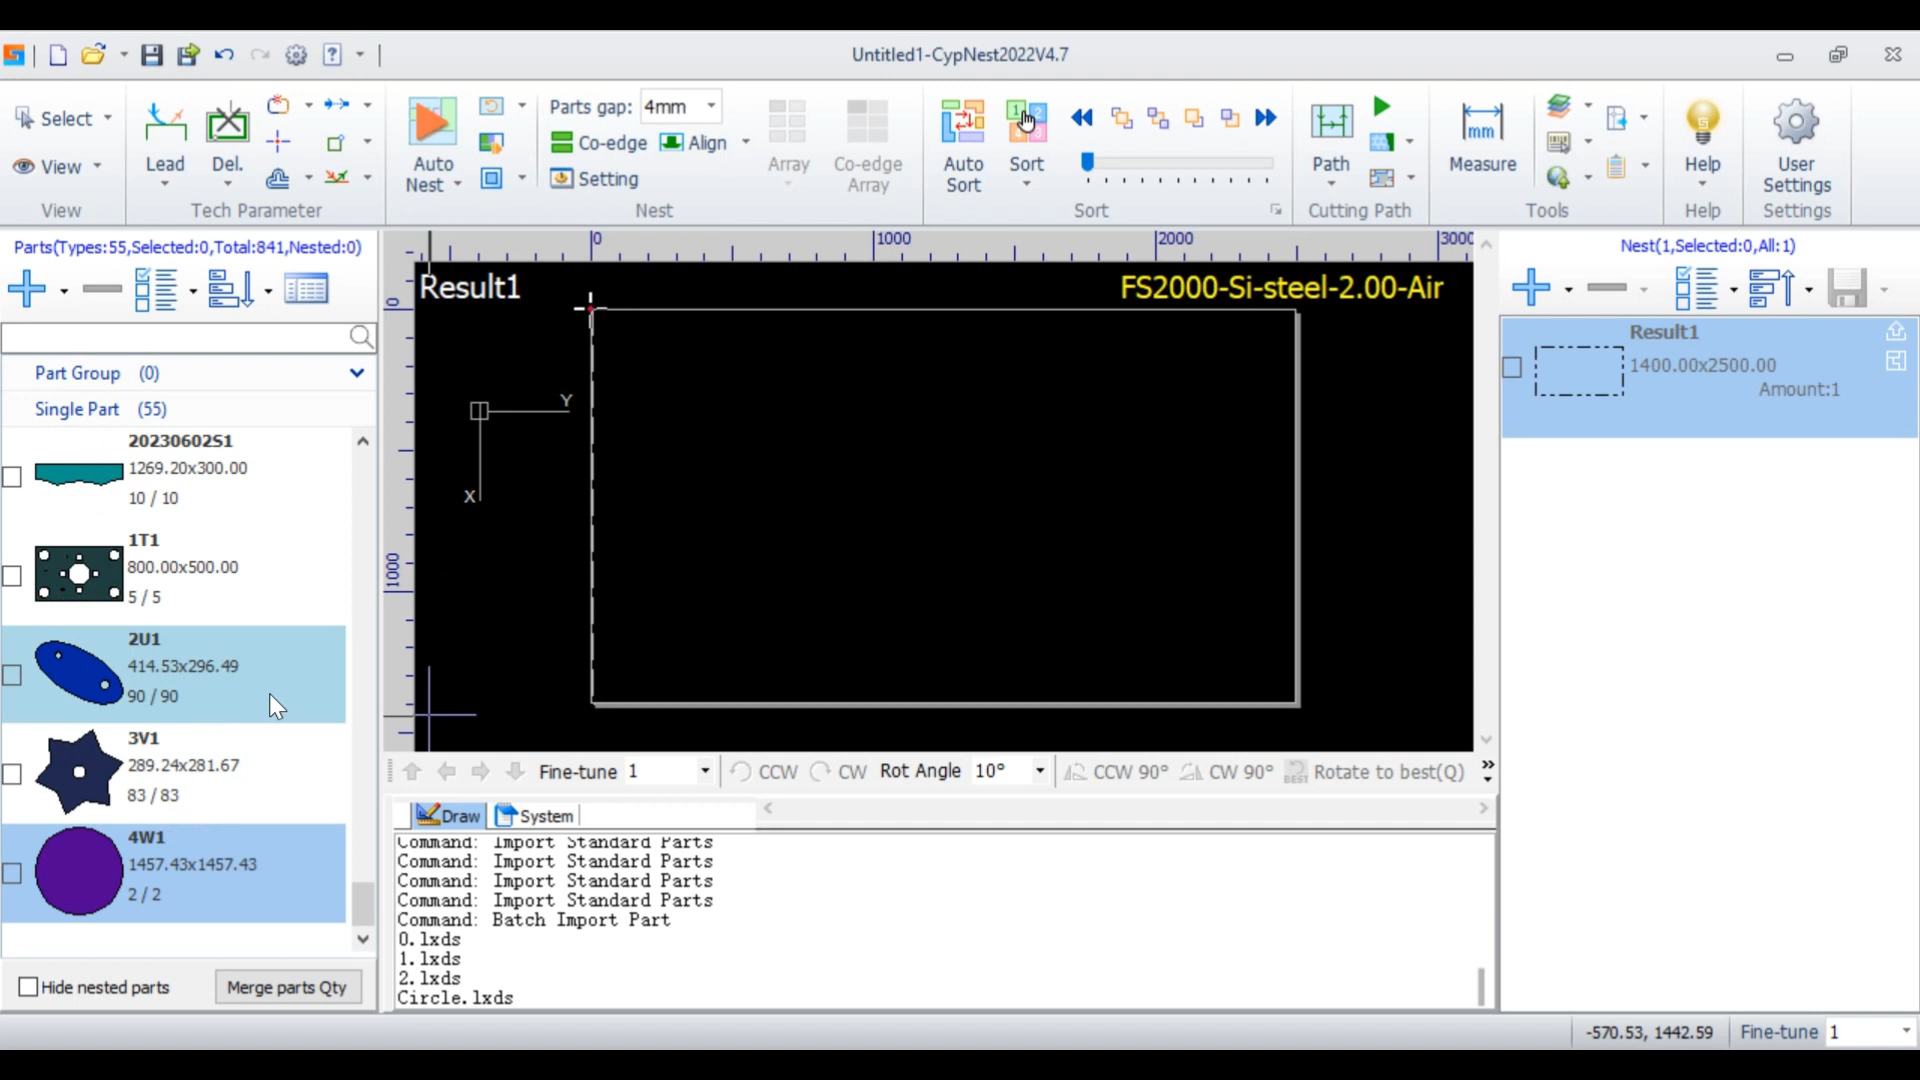 Untitled1-CypNest2022V4.7
Select
View
View
Lead
Del.
Tech Parameter
Auto Nest
Parts gap: 4mm
Co-edge Align
Setting
Array
Co-edge Array
Nest
Auto Sort
Sort
Sort
Path
Cutting Path
mm
Measure
Tools
Help
Help
User Settings
Settings
Parts(Types:55,Selected:0,Total:841,Nested:0)
Part Group (0)
Single Part (55)
20230602S1
1269.20x300.00
10 / 10
1T1
800.00x500.00
5 / 5
2U1
414.53x296.49
90 / 90
3V1
289.24x281.67
83 / 83
4W1
1457.43x1457.43
2 / 2
Hide nested parts
Merge parts Qty
0 1000 2000 3000
0
1000
Result1
FS2000-Si-steel-2.00-Air
Y
X
Fine-tune 1 CCW CW Rot Angle 10° CCW 90° CW 90° Rotate to best(Q)
Draw System
Command: Import Standard Parts
Command: Import Standard Parts
Command: Import Standard Parts
Command: Import Standard Parts
Command: Batch Import Part
0.lxds
1.lxds
2.lxds
Circle.lxds
Nest(1,Selected:0,All:1)
Result1
1400.00x2500.00
Amount:1
-570.53, 1442.59 Fine-tune 1